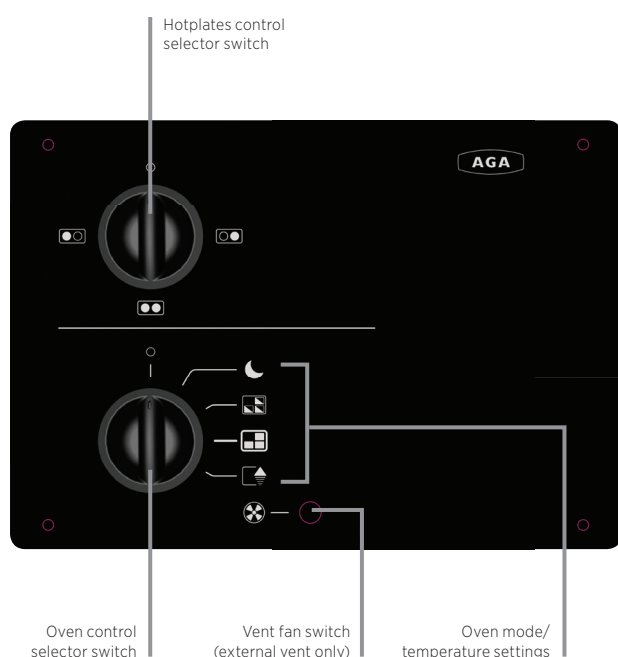 Hotplates control
selector switch
AGA
Oven control
selector switch
Vent fan switch
(external vent only)
Oven mode/
temperature settings